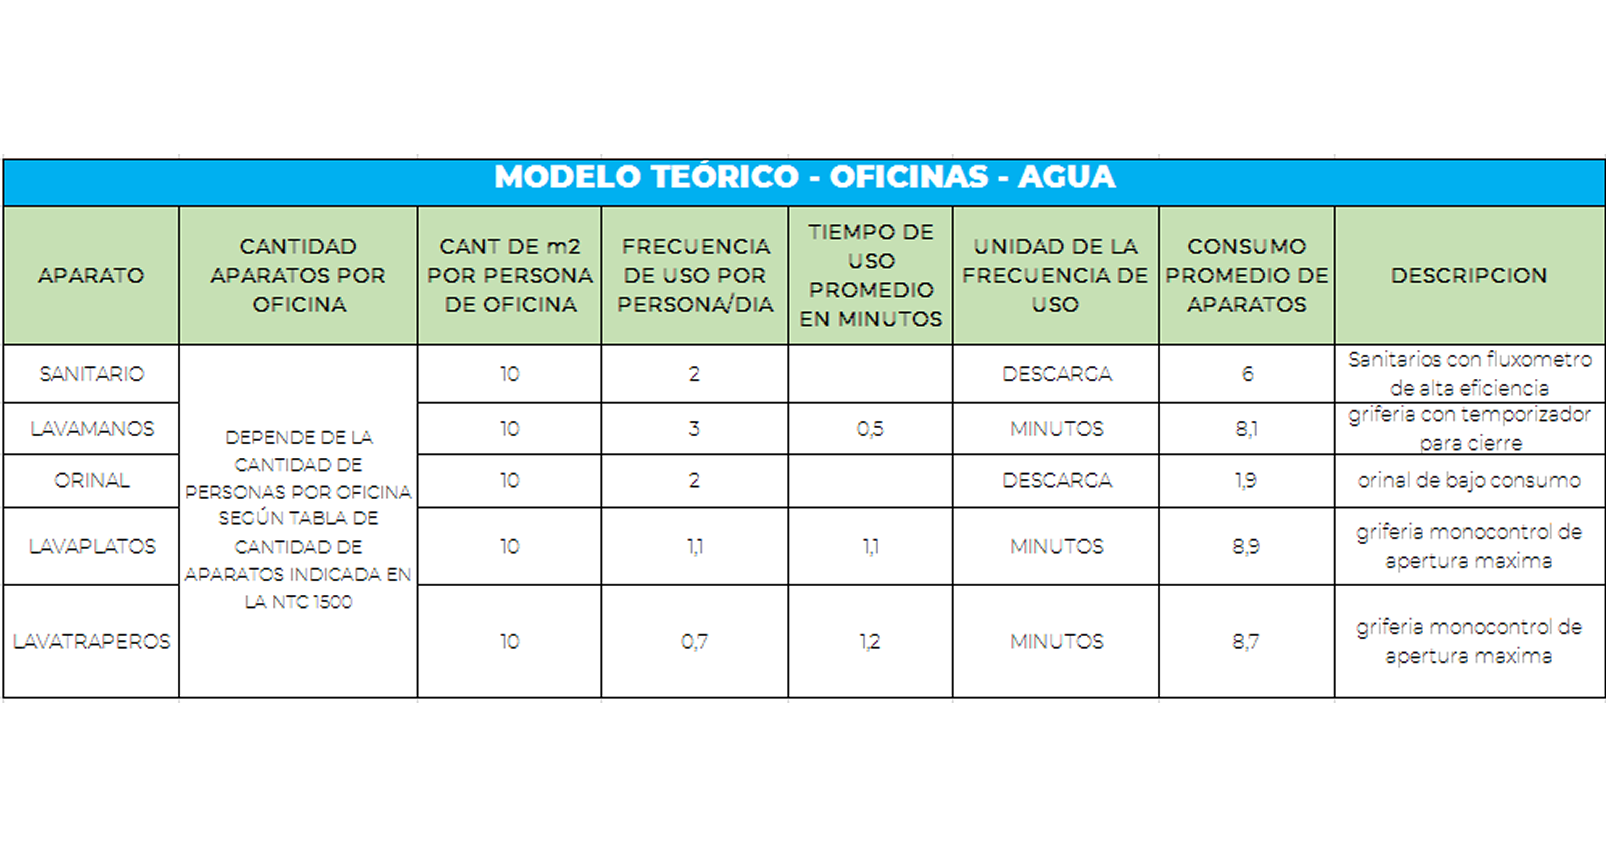 MODELO TEÓRICO - OFICINAS - AGUA
APARATO
CANTIDAD
APARATOS POR
OFICINA
CANT DE m2
POR PERSONA
DE OFICINA
FRECUENCIA
DE USO POR
PERSONA/DIA
TIEMPO DE
USO
PROMEDIO
EN MINUTOS
UNIDAD DE LA
FRECUENCIA DE
USO
CONSUMO
PROMEDIO DE
APARATOS
DESCRIPCION
DEPENDE DE LA
CANTIDAD DE
PERSONAS POR OFICINA
SEGÚN TABLA DE
CANTIDAD DE
APARATOS INDICADA EN
LA NTC 1500
SANITARIO
10
2
DESCARGA
6
Sanitarios con fluxometro
de alta eficiencia
LAVAMANOS
10
3
0,5
MINUTOS
8,1
griferia con temporizador
para cierre
ORINAL
10
2
DESCARGA
1,9
orinal de bajo consumo
LAVAPLATOS
10
1,1
1,1
MINUTOS
8,9
griferia monocontrol de
apertura maxima
LAVATRAPEROS
10
0,7
1,2
MINUTOS
8,7
griferia monocontrol de
apertura maxima